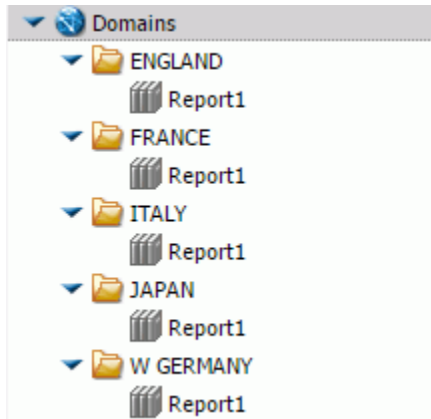 Domains
ENGLAND
Report1
FRANCE
Report1
ITALY
Report1
JAPAN
Report1
W GERMANY
Report1